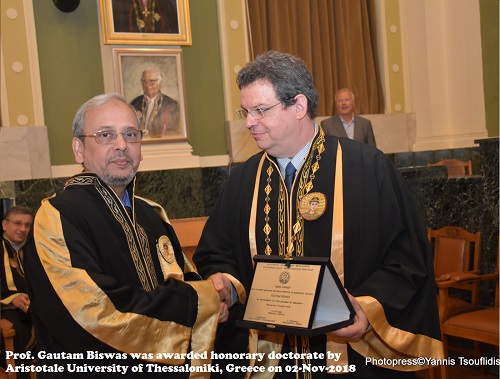 Prof. Gautam Biswas was awarded honorary doctorate by
Aristotale University of Thessaloniki, Greece on 02-Nov-2018
Photopress©Yannis Tsouflidis